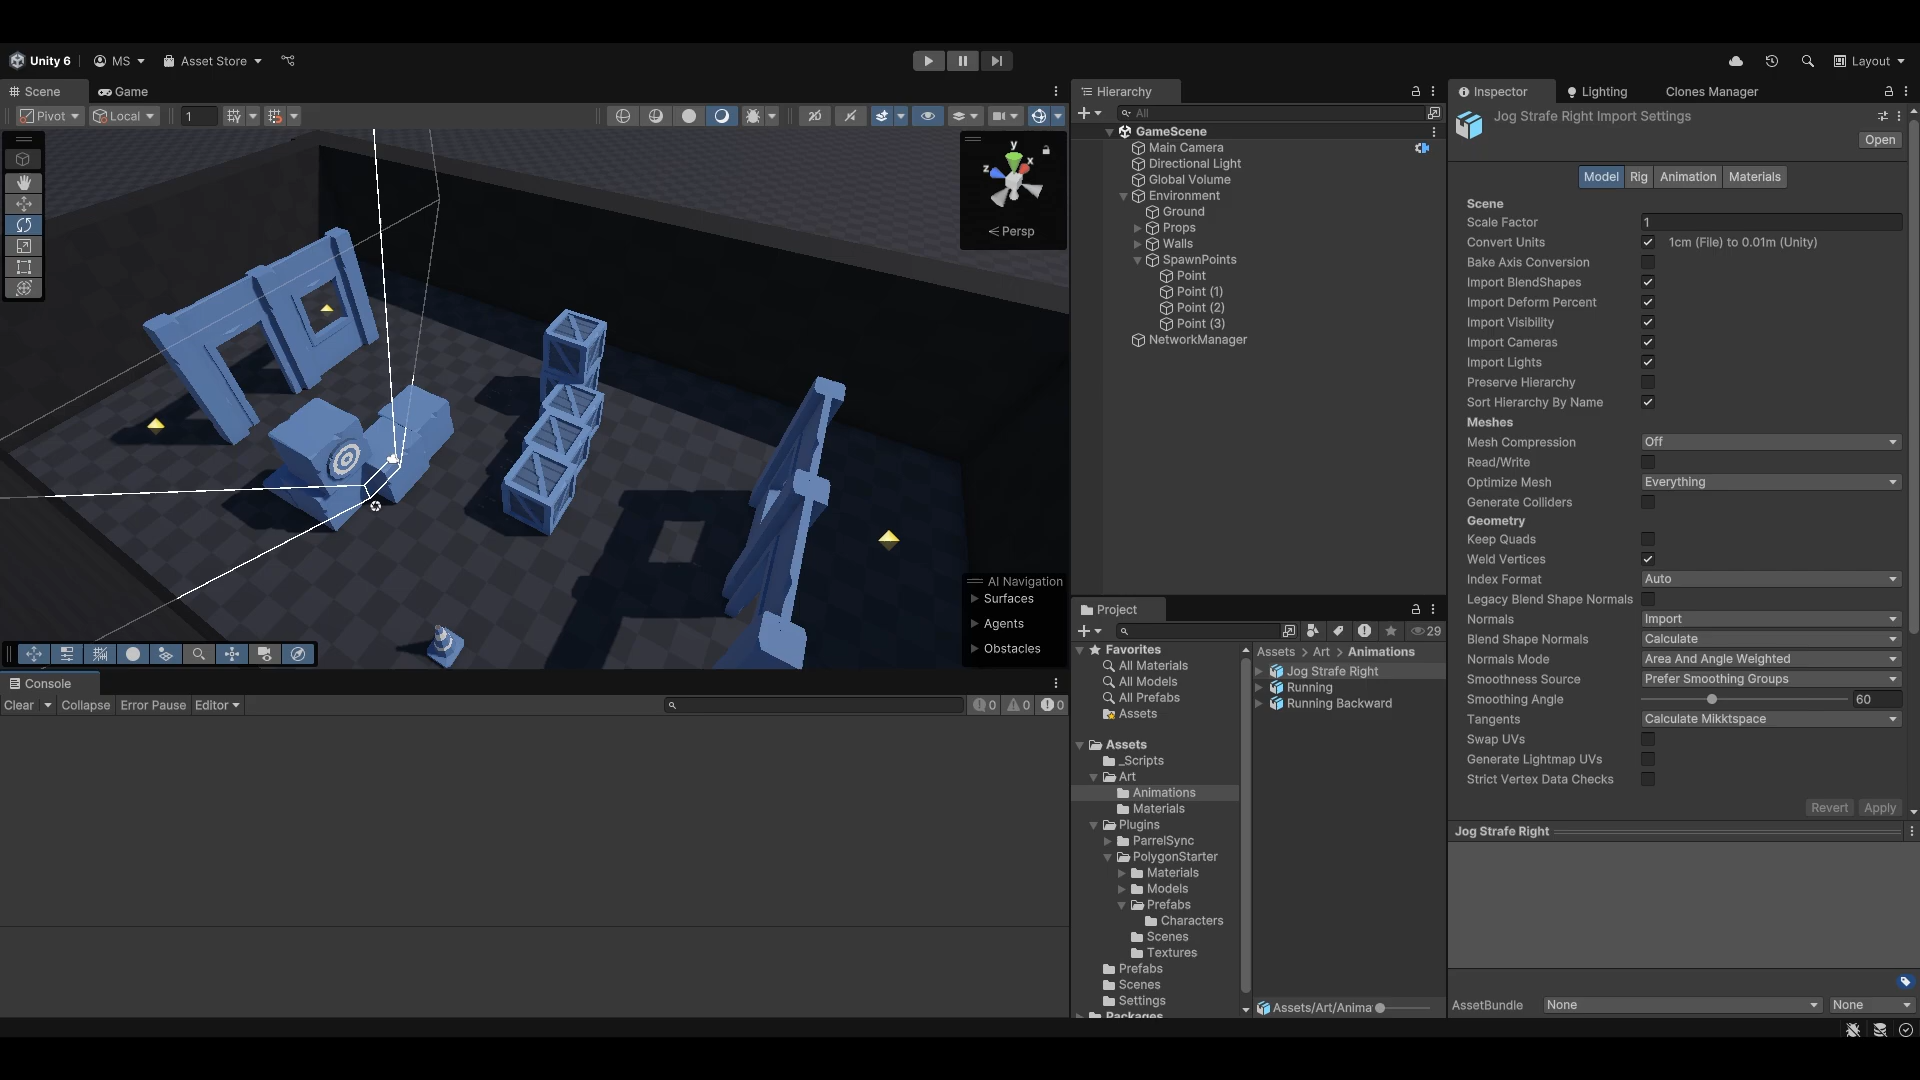 Unity 6
MS
Asset Store
Layout
Scene
Game
Pivot
Local
1
2D
y
x
z
Persp
AI Navigation
Surfaces
Agents
Obstacles
Console
Clear
Collapse
Error Pause
Editor
0
0
0
Hierarchy
All
GameScene
Main Camera
Directional Light
Global Volume
Environment
Ground
Props
Walls
SpawnPoints
Point
Point (1)
Point (2)
Point (3)
NetworkManager
Project
29
Favorites
All Materials
All Models
All Prefabs
Assets
Assets
_Scripts
Art
Animations
Materials
Plugins
ParrelSync
PolygonStarter
Materials
Models
Prefabs
Characters
Scenes
Textures
Prefabs
Scenes
Settings
Packages
Assets > Art > Animations
Jog Strafe Right
Running
Running Backward
Assets/Art/Anima
Inspector
Lighting
Clones Manager
Jog Strafe Right Import Settings
Open
Model
Rig
Animation
Materials
Scene
Scale Factor 1
Convert Units 1cm (File) to 0.01m (Unity)
Bake Axis Conversion
Import BlendShapes
Import Deform Percent
Import Visibility
Import Cameras
Import Lights
Preserve Hierarchy
Sort Hierarchy By Name
Meshes
Mesh Compression Off
Read/Write
Optimize Mesh Everything
Generate Colliders
Geometry
Keep Quads
Weld Vertices
Index Format Auto
Legacy Blend Shape Normals
Normals Import
Blend Shape Normals Calculate
Normals Mode Area And Angle Weighted
Smoothness Source Prefer Smoothing Groups
Smoothing Angle 60
Tangents Calculate Mikktspace
Swap UVs
Generate Lightmap UVs
Strict Vertex Data Checks
Revert
Apply
Jog Strafe Right
AssetBundle None None